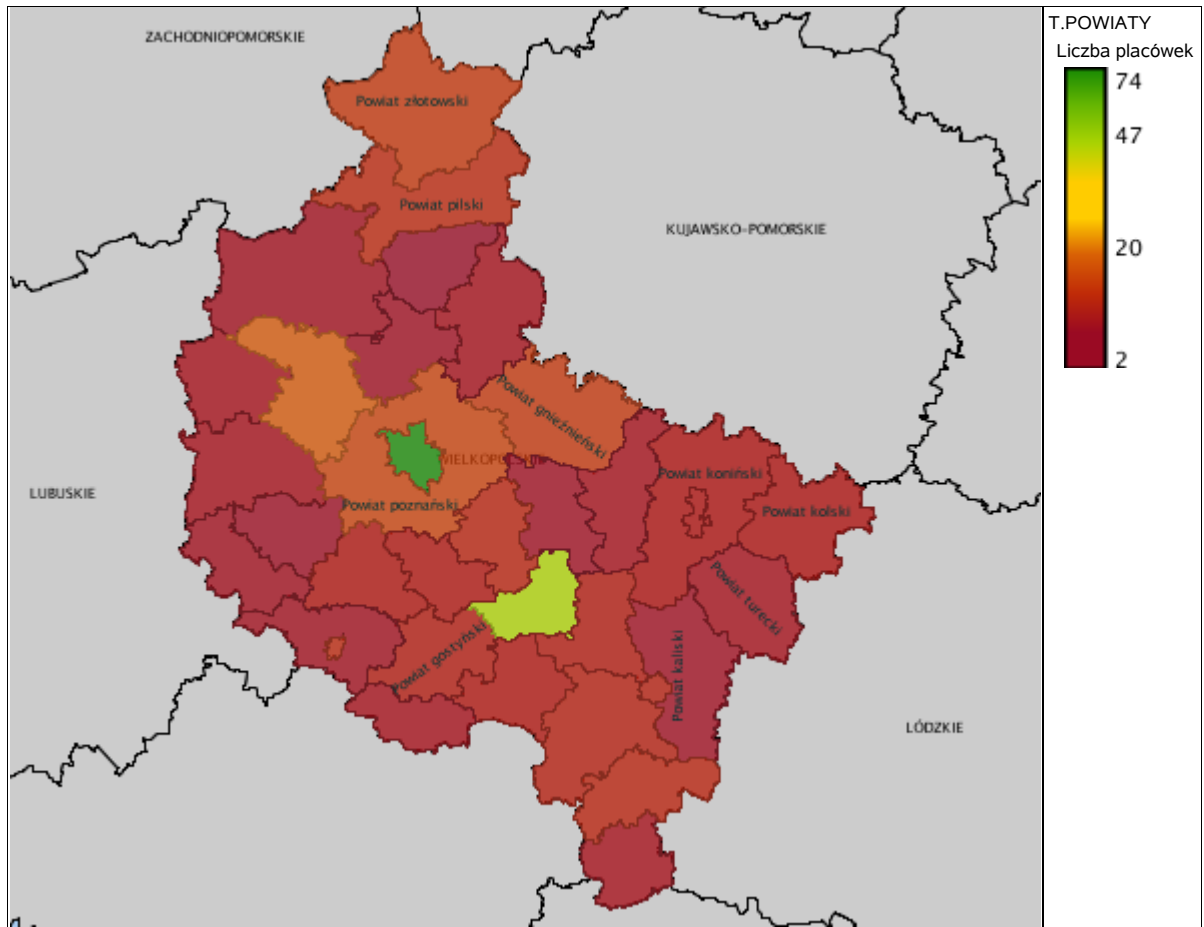 T.POWIATY
Liczba placówek
74
47
20
2
ZACHODNIOPOMORSKIE
Powiat złotowski
Powiat pilski
KUJAWSKO-POMORSKIE
Powiat gnieźnieński
Powiat koniński
LUBUSKIE
Powiat poznański
Powiat kolski
Powiat turecki
Powiat gostyński
Powiat kaliski
LÓDZKIE